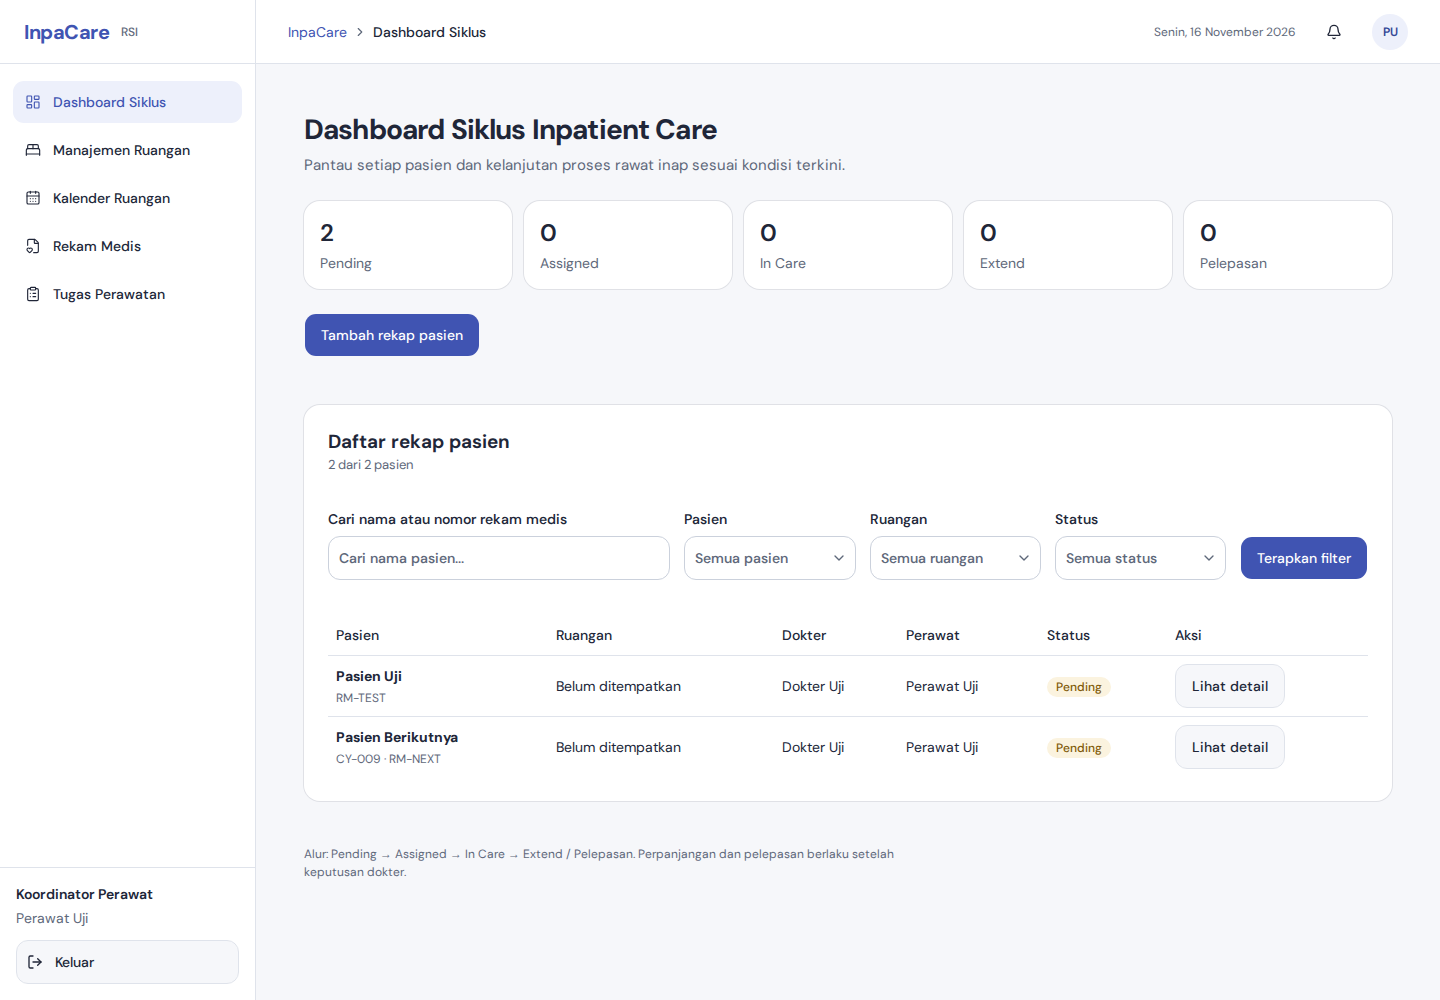 InpaCare RSI
InpaCare > Dashboard Siklus
Senin, 16 November 2026
PU
Dashboard Siklus
Manajemen Ruangan
Kalender Ruangan
Rekam Medis
Tugas Perawatan
Koordinator Perawat
Perawat Uji
Keluar
Dashboard Siklus Inpatient Care
Pantau setiap pasien dan kelanjutan proses rawat inap sesuai kondisi terkini.
2
Pending
0
Assigned
0
In Care
0
Extend
0
Pelepasan
Tambah rekap pasien
Daftar rekap pasien
2 dari 2 pasien
Cari nama atau nomor rekam medis
Cari nama pasien...
Pasien
Semua pasien
Ruangan
Semua ruangan
Status
Semua status
Terapkan filter
Pasien Ruangan Dokter Perawat Status Aksi
Pasien Uji
RM-TEST
Belum ditempatkan Dokter Uji Perawat Uji Pending Lihat detail
Pasien Berikutnya
CY-009 · RM-NEXT
Belum ditempatkan Dokter Uji Perawat Uji Pending Lihat detail
Alur: Pending → Assigned → In Care → Extend / Pelepasan. Perpanjangan dan pelepasan berlaku setelah
keputusan dokter.